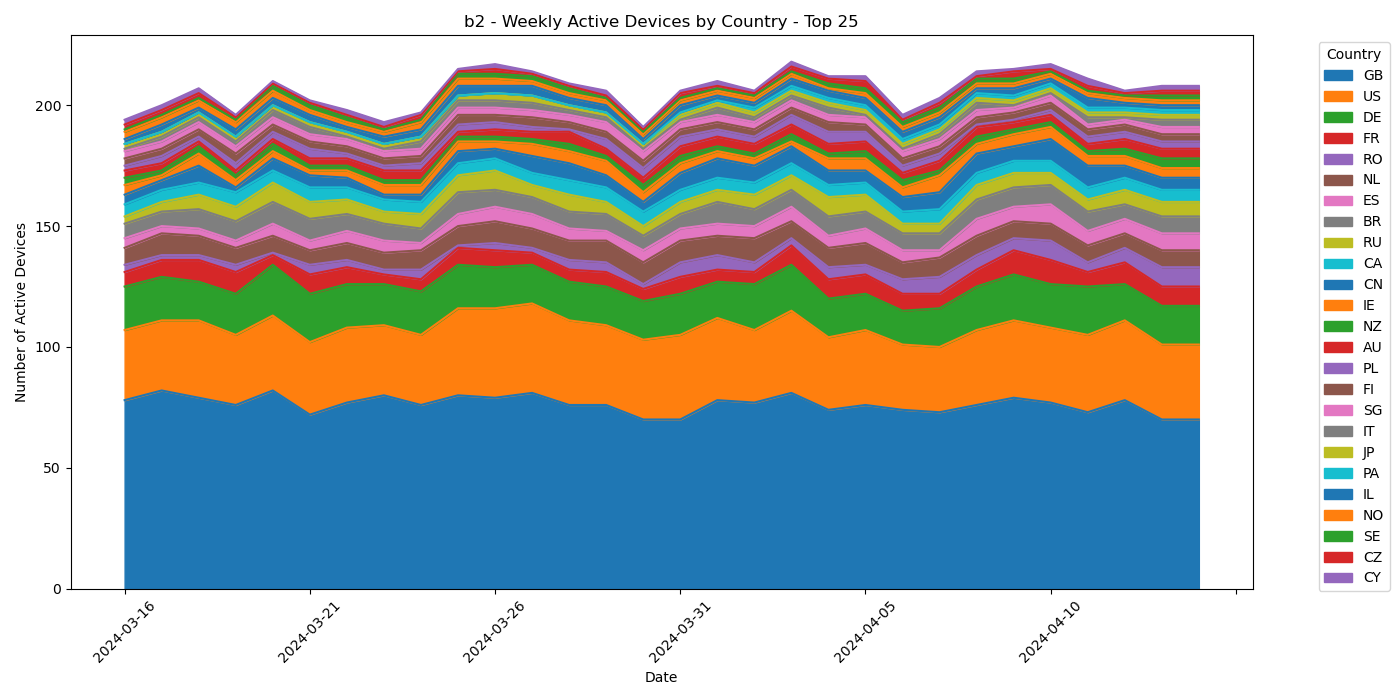 b2 - Weekly Active Devices by Country - Top 25
Number of Active Devices
200
150
100
50
0
2024-03-16
2024-03-21
2024-03-26
2024-03-31
2024-04-05
2024-04-10
Date
Country
GB
US
DE
FR
RO
NL
ES
BR
RU
CA
CN
IE
NZ
AU
PL
FI
SG
IT
JP
PA
IL
NO
SE
CZ
CY